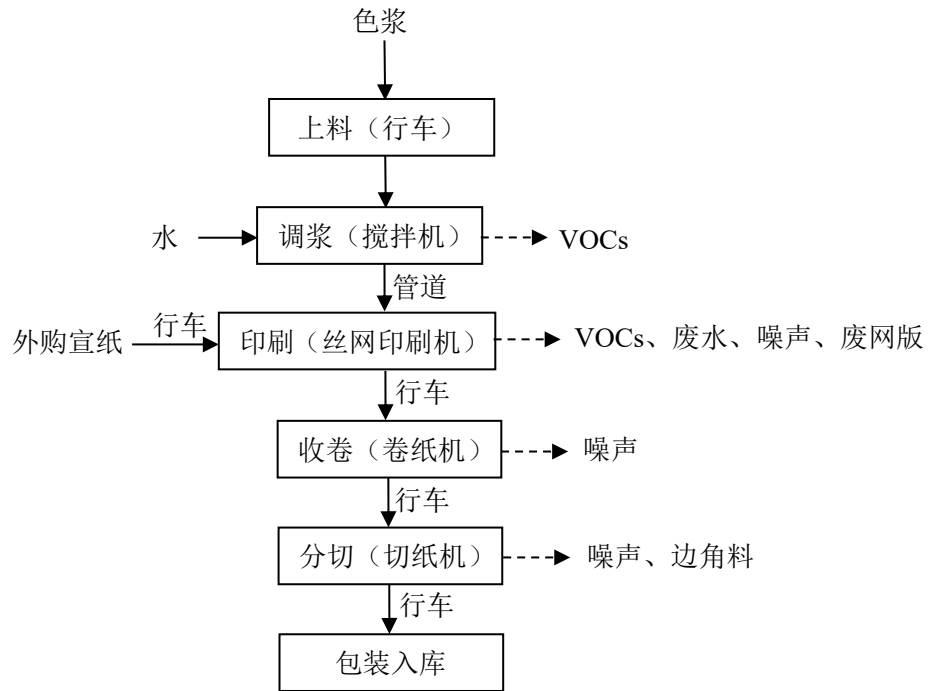 色浆
上料（行车）
水
调浆（搅拌机）
VOCs
管道
外购宣纸
行车
印刷（丝网印刷机）
VOCs、废水、噪声、废网版
行车
收卷（卷纸机）
噪声
行车
分切（切纸机）
噪声、边角料
行车
包装入库